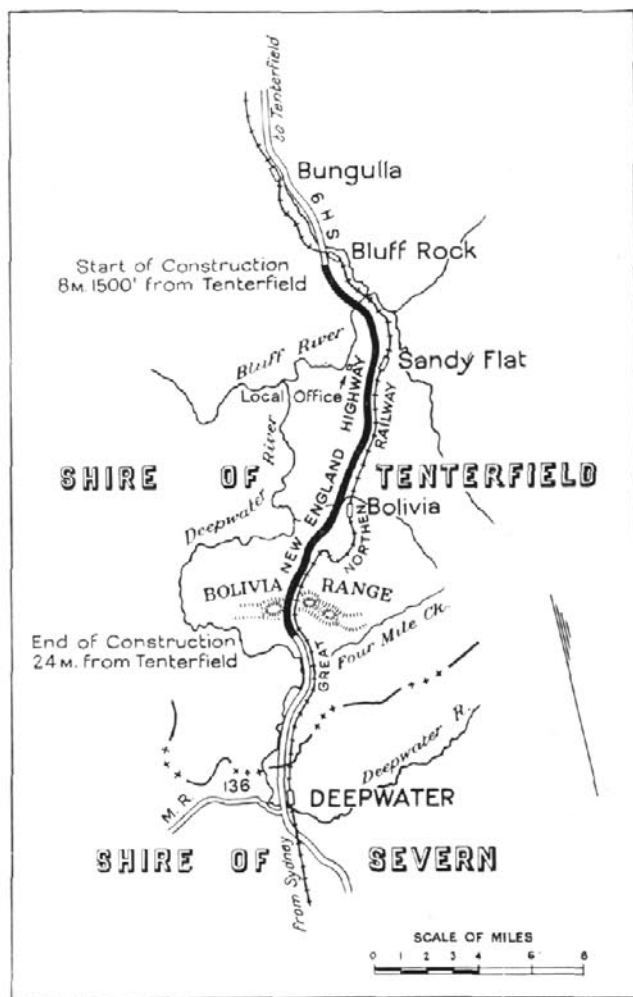 to Tenterfield
Bungulla
S H 9
Bluff Rock
Start of Construction
8M. 1500' from Tenterfield
Bluff River
Sandy Flat
Local Office
HIGHWAY
RAILWAY
River
SHIRE OF TENTERFIELD
Deepwater
NEW ENGLAND
Bolivia
NORTHEN
BOLIVIA RANGE
End of Construction
24 M. from Tenterfield
GREAT
Four Mile Ck.
Deepwater R.
136
M. R.
DEEPWATER
SHIRE OF SEVERN
from Sydney
SCALE OF MILES
0 1 2 3 4 6 8